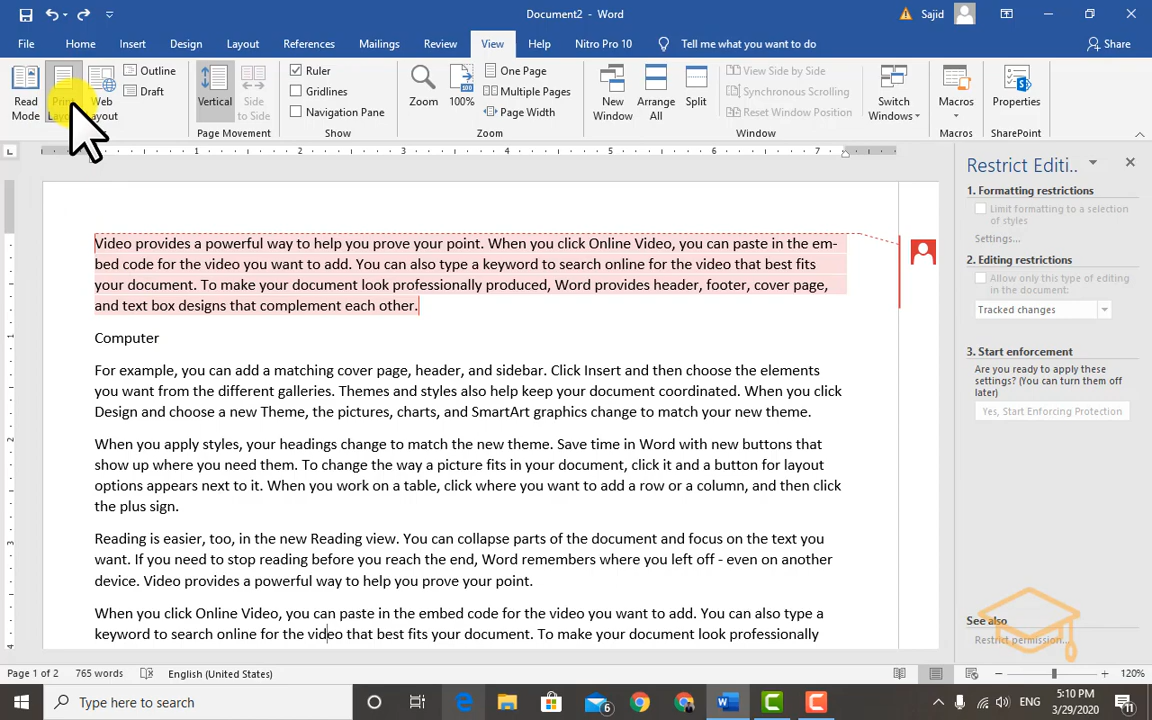 Document2 - Word
Sajid
File Home Insert Design Layout References Mailings Review View Help Nitro Pro 10 Tell me what you want to do Share
Read Mode
Web
Outline
Draft
Vertical
Side to Side
Page Movement
Ruler
Gridlines
Navigation Pane
Show
Zoom
100%
One Page
Multiple Pages
Page Width
Zoom
New Window
Arrange All
Split
View Side by Side
Synchronous Scrolling
Reset Window Position
Window
Switch Windows
Macros
Macros
Properties
SharePoint
1 2 3 4 5 6 7
Video provides a powerful way to help you prove your point. When you click Online Video, you can paste in the em-
bed code for the video you want to add. You can also type a keyword to search online for the video that best fits
your document. To make your document look professionally produced, Word provides header, footer, cover page,
and text box designs that complement each other.
Computer
For example, you can add a matching cover page, header, and sidebar. Click Insert and then choose the elements
you want from the different galleries. Themes and styles also help keep your document coordinated. When you click
Design and choose a new Theme, the pictures, charts, and SmartArt graphics change to match your new theme.
When you apply styles, your headings change to match the new theme. Save time in Word with new buttons that
show up where you need them. To change the way a picture fits in your document, click it and a button for layout
options appears next to it. When you work on a table, click where you want to add a row or a column, and then click
the plus sign.
Reading is easier, too, in the new Reading view. You can collapse parts of the document and focus on the text you
want. If you need to stop reading before you reach the end, Word remembers where you left off - even on another
device. Video provides a powerful way to help you prove your point.
When you click Online Video, you can paste in the embed code for the video you want to add. You can also type a
keyword to search online for the video that best fits your document. To make your document look professionally
1
2
3
4
Restrict Editi..
1. Formatting restrictions
Limit formatting to a selection
of styles
Settings...
2. Editing restrictions
Allow only this type of editing
in the document:
Tracked changes
3. Start enforcement
Are you ready to apply these
settings? (You can turn them off
later)
Yes, Start Enforcing Protection
See also
Restrict permission...
Page 1 of 2 765 words English (United States) 120%
Type here to search
6
ENG
5:10 PM
3/29/2020
11